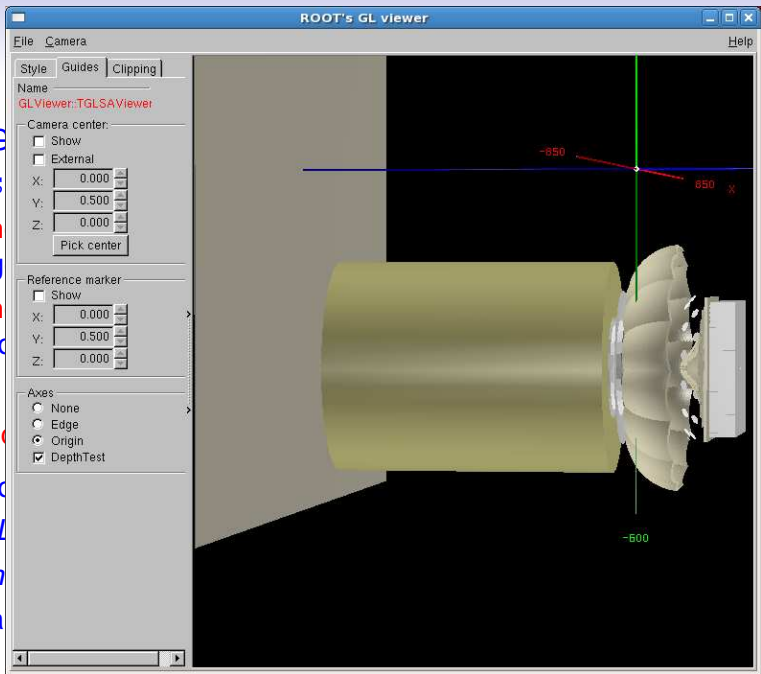 ROOT's GL viewer
File Camera Help
Style Guides Clipping
Name
GLViewer::TGLSAViewer
Camera center:
Show
External
X: 0.000
Y: 0.500
Z: 0.000
Pick center
Reference marker
Show
X: 0.000
Y: 0.500
Z: 0.000
Axes
None
Edge
Origin
DepthTest
-850
850 X
-600